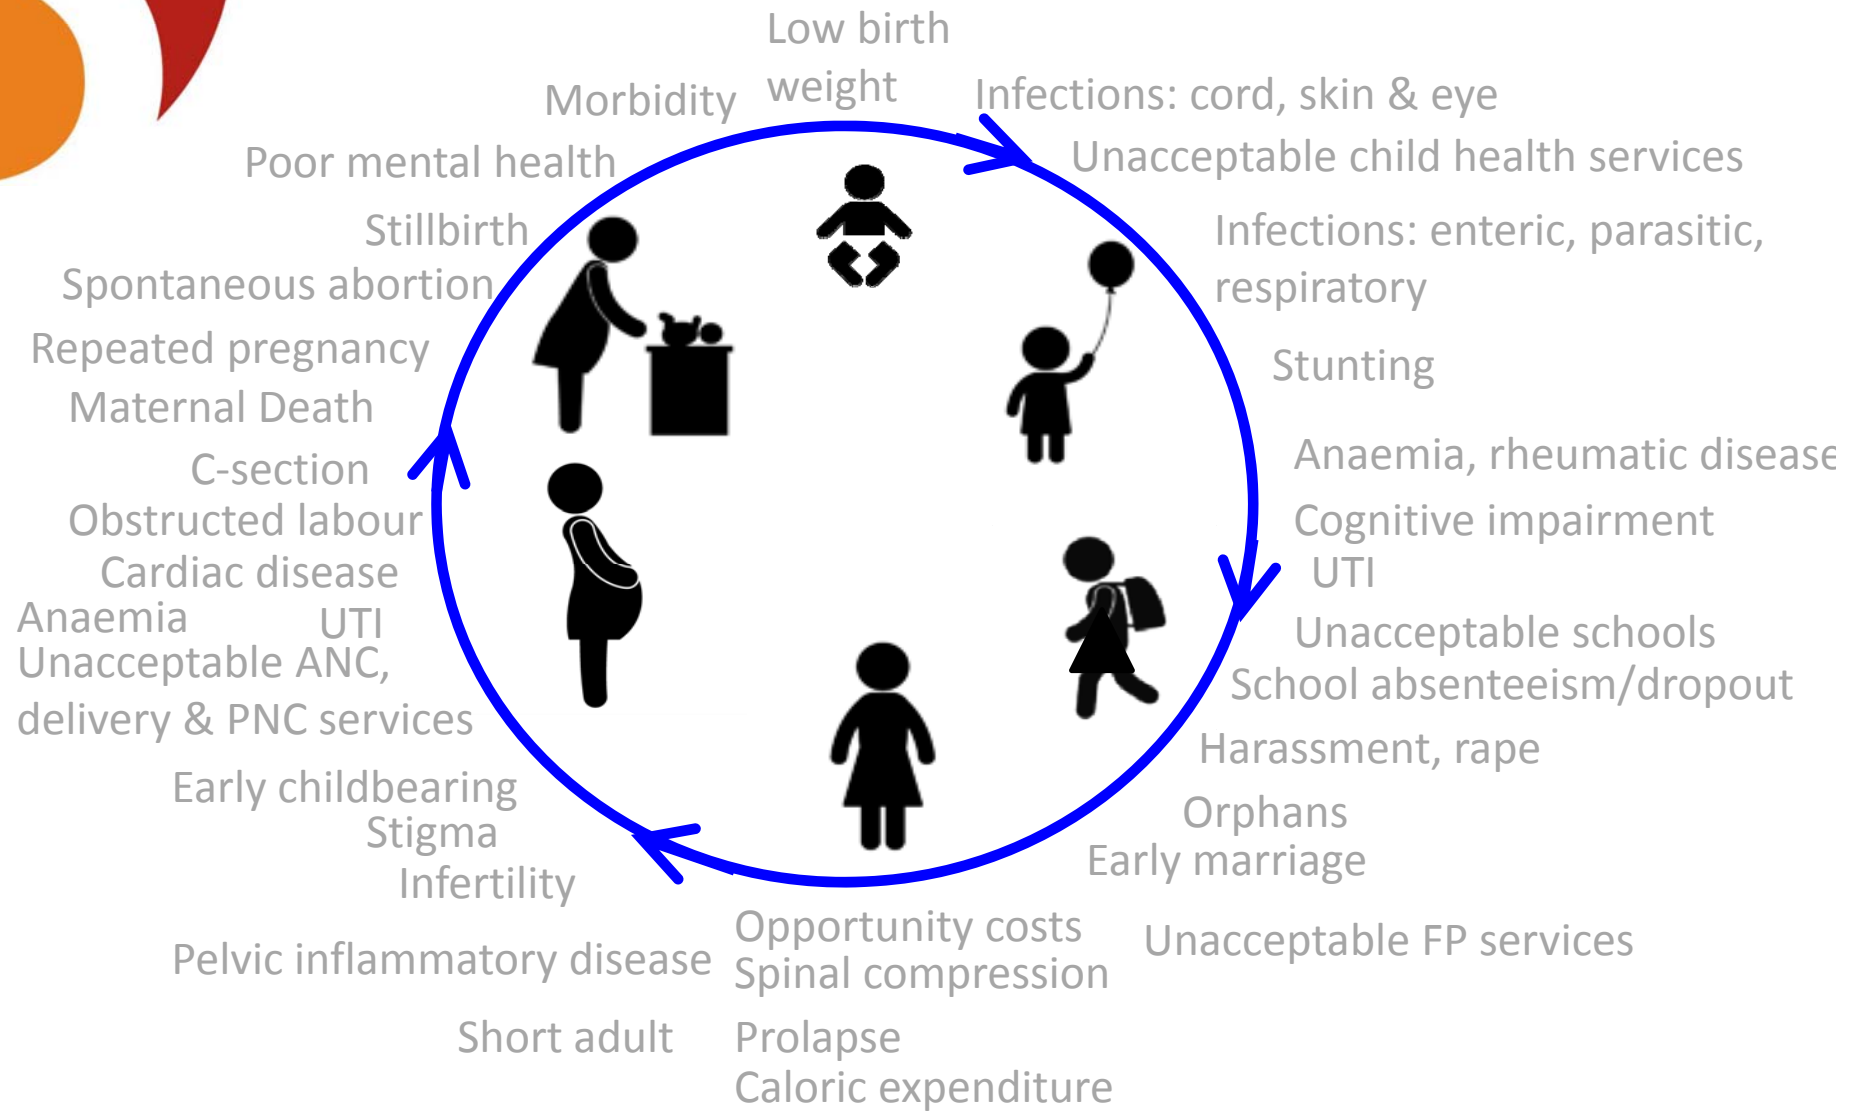 Low birth
weight
Morbidity
Infections: cord, skin & eye
Poor mental health
Unacceptable child health services
Stillbirth
Infections: enteric, parasitic,
respiratory
Spontaneous abortion
Repeated pregnancy
Stunting
Maternal Death
Anaemia, rheumatic disease
C-section
Obstructed labour
Cognitive impairment
Cardiac disease
UTI
Anaemia
UTI
Unacceptable schools
Unacceptable ANC,
delivery & PNC services
School absenteeism/dropout
Harassment, rape
Early childbearing
Orphans
Stigma
Early marriage
Infertility
Opportunity costs
Unacceptable FP services
Pelvic inflammatory disease
Spinal compression
Short adult
Prolapse
Caloric expenditure